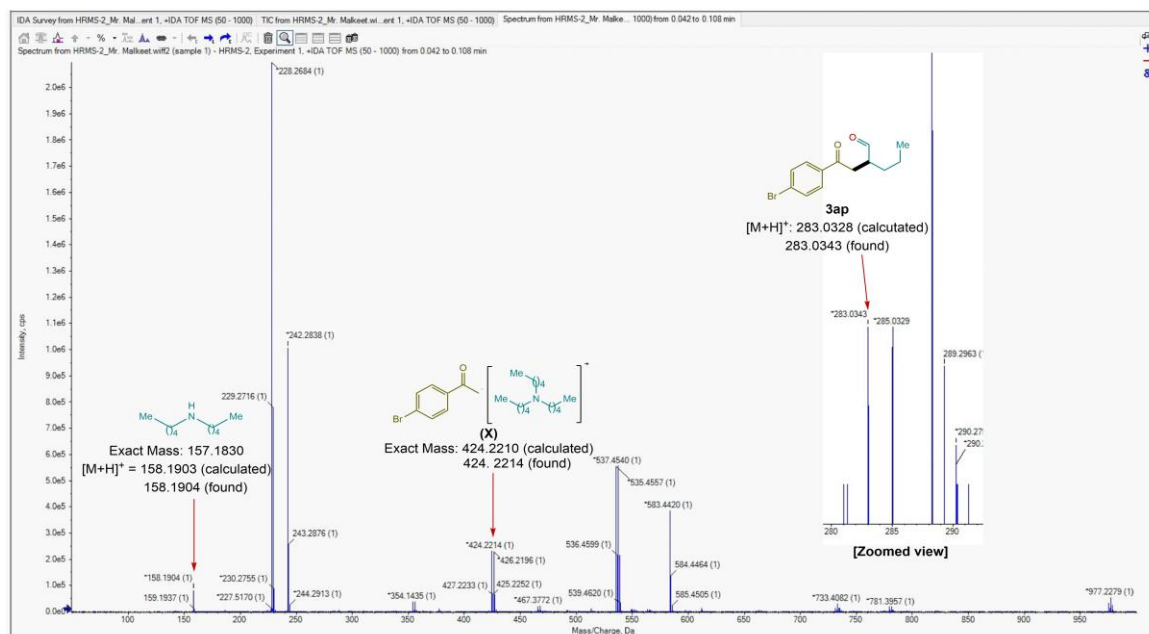 IDA Survey from HRMS-2_Mr. Mal...ent 1, +IDA TOF MS (50 - 1000)
TIC from HRMS-2_Malkeet.wi...ent 1, +IDA TOF MS (50 - 1000)
Spectrum from HRMS-2_Mr. Malke... 1000) from 0.042 to 0.108 min
Spectrum from HRMS-2_Mr. Malkeet.wiff2 (sample 1) - HRMS-2, Experiment 1, +IDA TOF MS (50 - 1000) from 0.042 to 0.108 min
Intensity, cps
2.0e6
1.9e6
1.8e6
1.7e6
1.6e6
1.5e6
1.4e6
1.3e6
1.2e6
1.1e6
1.0e6
9.0e5
8.0e5
7.0e5
6.0e5
5.0e5
4.0e5
3.0e5
2.0e5
1.0e5
0.0e0
*228.2684 (1)
*242.2838 (1)
229.2716 (1)
243.2876 (1)
*230.2755 (1)
*227.5170 (1)
*244.2913 (1)
*158.1904 (1)
159.1937 (1)
*354.1435 (1)
*424.2214 (1)
*426.2196 (1)
427.2233 (1)
425.2252 (1)
*467.3772 (1)
*537.4540 (1)
*535.4557 (1)
536.4599 (1)
539.4620 (1)
*583.4420 (1)
584.4464 (1)
585.4505 (1)
*733.4082 (1)
*781.3957 (1)
*977.2279 (1)
H
Me N Me
( )4 ( )4
Exact Mass: 157.1830
[M+H]+ = 158.1903 (calculated)
158.1904 (found)
O
Br
Me ( )4
Me N Me
( )4 ( )4
(X)
Exact Mass: 424.2210 (calculated)
424. 2214 (found)
O
O
Me
Br
3ap
[M+H]+: 283.0328 (calcutated)
283.0343 (found)
*283.0343
*285.0329
289.2963 (1
*290.27
*290.
280 285 290
[Zoomed view]
100 150 200 250 300 350 400 450 500 550 600 650 700 750 800 850 900 950
Mass/Charge, Da